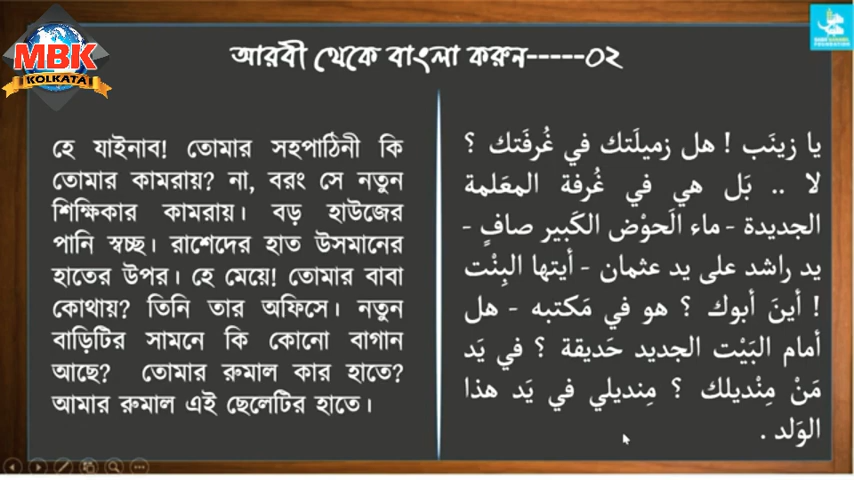 MBK
KOLKATA
আরবী থেকে বাংলা করুন-----০২
হে যাইনাব! তোমার সহপাঠিনী কি
তোমার কামরায়? না, বরং সে নতুন
শিক্ষিকার কামরায়। বড় হাউজের
পানি স্বচ্ছ। রাশেদের হাত উসমানের
হাতের উপর। হে মেয়ে! তোমার বাবা
কোথায়? তিনি তার অফিসে। নতুন
বাড়িটির সামনে কি কোনো বাগান
আছে? তোমার রুমাল কার হাতে?
আমার রুমাল এই ছেলেটির হাতে।
يا زينَب ! هل زميلَتك في غُرفَتك ؟
لا .. بَل هي في غُرفة المعَلمة
الجديدة - ماء الَحوْض الكَبير صافٍ -
يد راشد على يد عثمان - أيتها البِنْت
! أينَ أبوك ؟ هو في مَكتبه - هل
أمام البَيْت الجديد حَديقة ؟ في يَد
مَنْ مِنْديلك ؟ مِنديلي في يَد هذا
الوَلد .